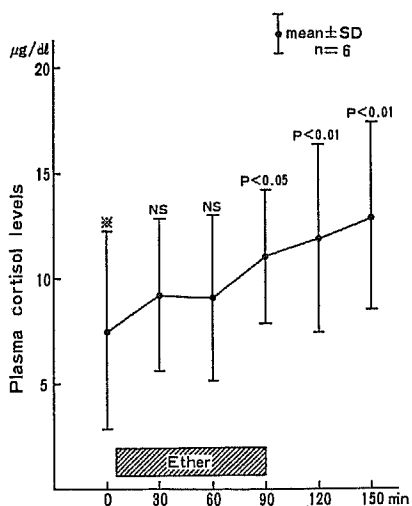 mean±SD
n= 6
µg/dl
20
15
10
5
Plasma cortisol levels
※
NS
NS
P<0.05
P<0.01
P<0.01
Ether
0 30 60 90 120 150 min